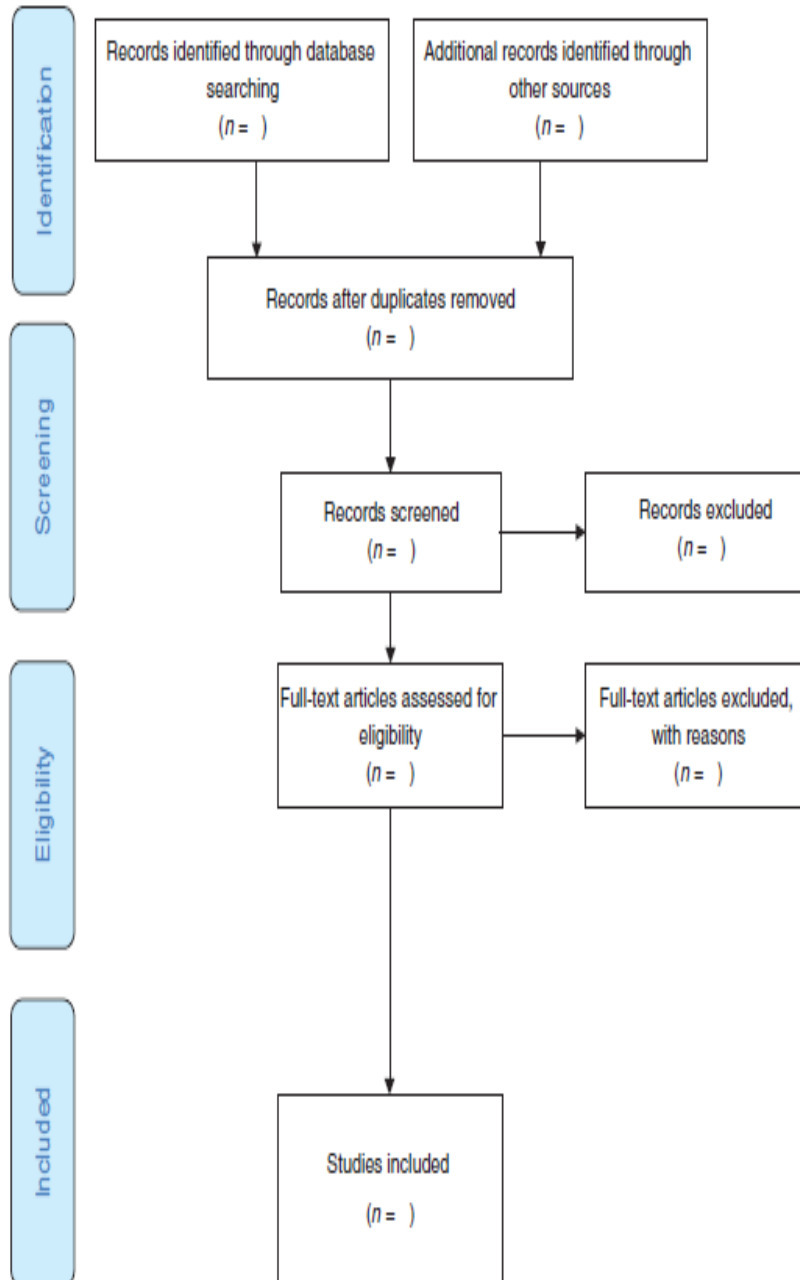 Identification
Records identified through database
searching
(n = )
Additional records identified through
other sources
(n = )
Records after duplicates removed
(n = )
Screening
Records screened
(n = )
Records excluded
(n = )
Eligibility
Full-text articles assessed for
eligibility
(n = )
Full-text articles excluded,
with reasons
(n = )
Included
Studies included
(n = )